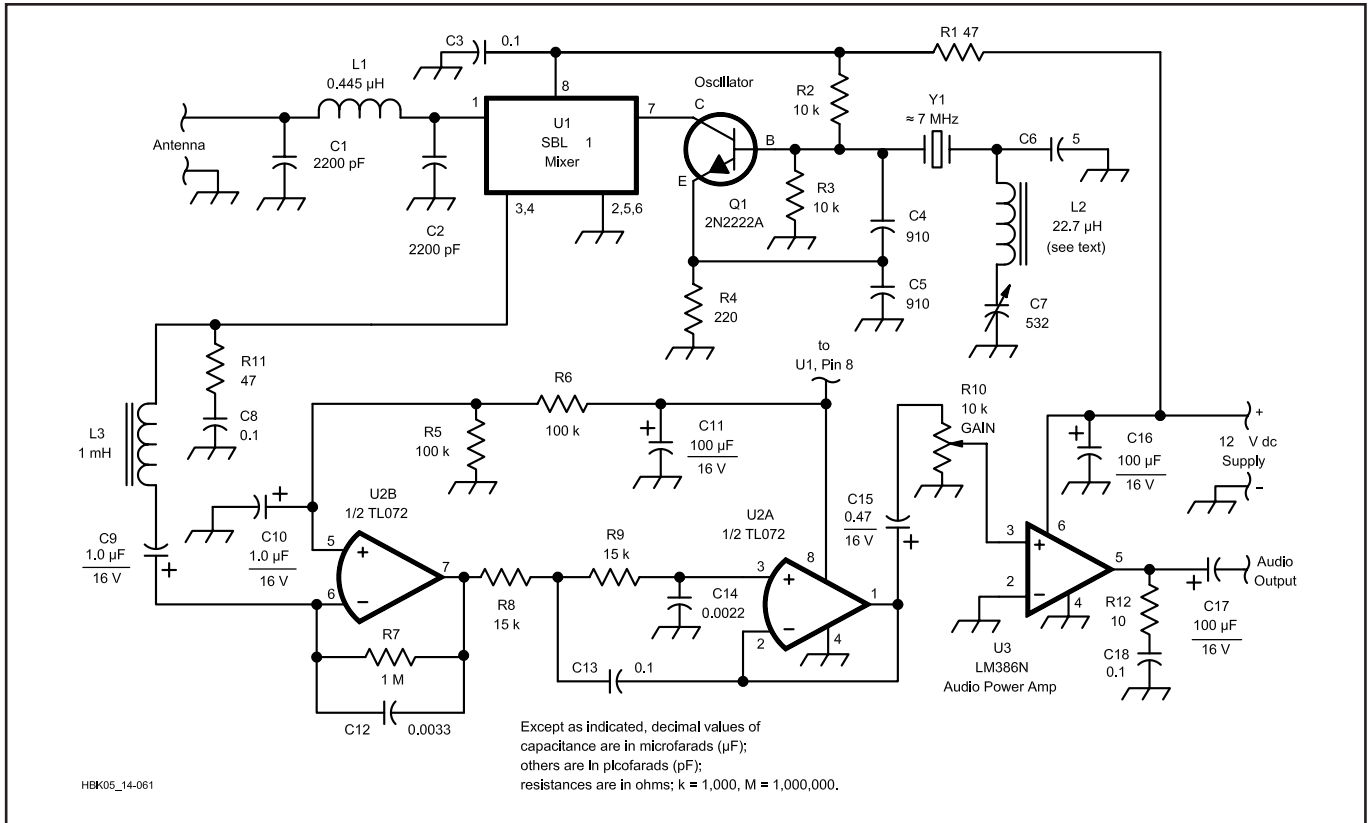 C3
0.1
R1 47
L1
0.445 µH
8
Oscillator
R2
10 k
Y1
≈ 7 MHz
1
U1
SBL 1
Mixer
7
C
B
E
C6
5
Antenna
C1
2200 pF
C2
2200 pF
3,4
2,5,6
Q1
2N2222A
R3
10 k
C4
910
L2
22.7 µH
(see text)
R4
220
C5
910
C7
532
to
U1, Pin 8
R11
47
C8
0.1
R6
100 k
R5
100 k
+
C11
100 µF
16 V
R10
10 k
GAIN
L3
1 mH
+
C16
100 µF
16 V
+
12 V dc
Supply
–
U2B
1/2 TL072
U2A
1/2 TL072
C15
0.47
16 V
+
C9
1.0 µF
16 V
+
+
C10
1.0 µF
16 V
5
+
6
–
7
R8
15 k
R9
15 k
C14
0.0022
3
+
2
–
8
1
4
3
+
2
–
6
5
4
Audio
Output
+
C17
100 µF
16 V
R12
10
C18
0.1
U3
LM386N
Audio Power Amp
R7
1 M
C12
0.0033
C13
0.1
Except as indicated, decimal values of
capacitance are in microfarads (µF);
others are in plcofarads (pF);
resistances are in ohms; k = 1,000, M = 1,000,000.
HBK05_14-061